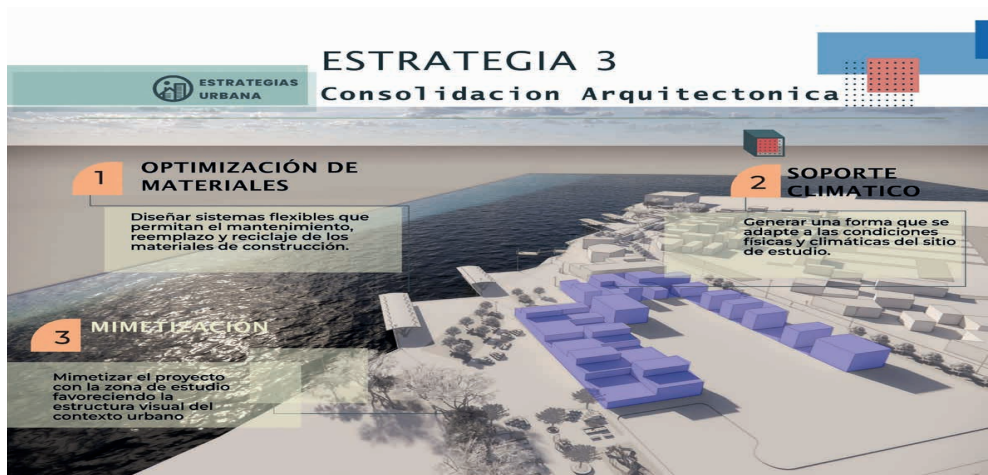 ESTRATEGIA 3
ESTRATEGIAS
URBANA
Consolidacion Arquitectonica
1
OPTIMIZACIÓN DE
MATERIALES
Diseñar sistemas flexibles que
permitan el mantenimiento,
reemplazo y reciclaje de los
materiales de construcción.
2
SOPORTE
CLIMATICO
Generar una forma que se
adapte a las condiciones
físicas y climáticas del sitio
de estudio.
3
MIMETIZACION
Mimetizar el proyecto
con la zona de estudio
favoreciendo la
estructura visual del
contexto urbano